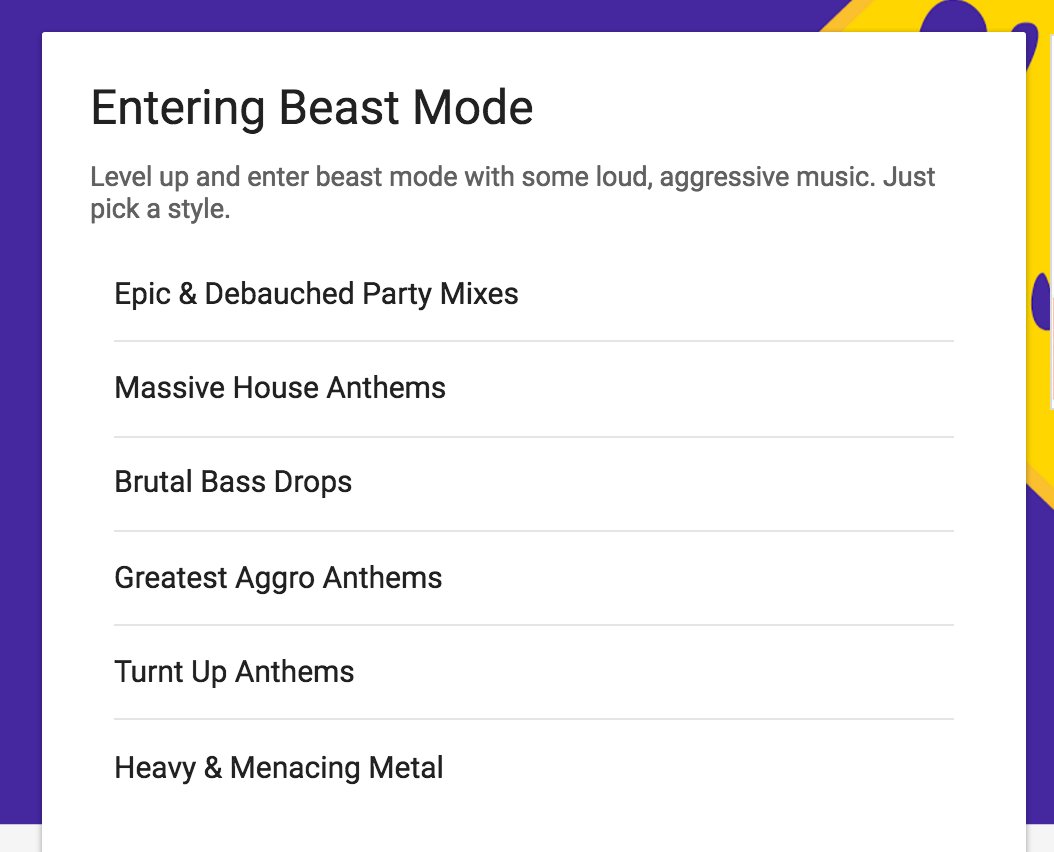 Entering Beast Mode
Level up and enter beast mode with some loud, aggressive music. Just
pick a style.
Epic & Debauched Party Mixes
Massive House Anthems
Brutal Bass Drops
Greatest Aggro Anthems
Turnt Up Anthems
Heavy & Menacing Metal